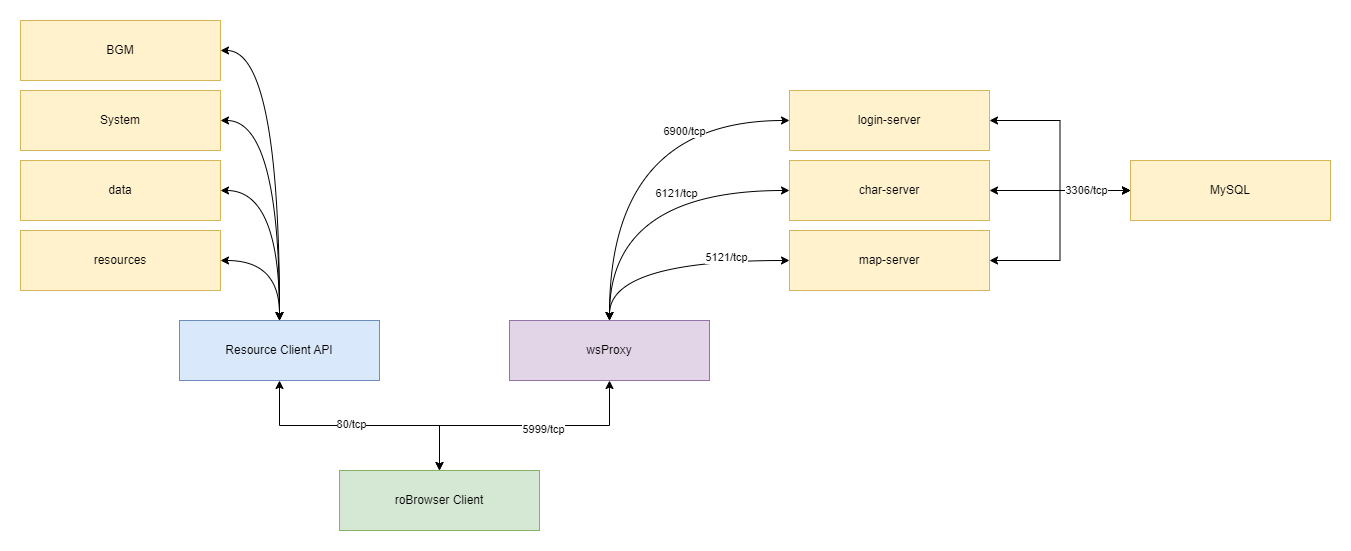 BGM
System
data
resources
6900/tcp
6121/tcp
5121/tcp
login-server
char-server
map-server
3306/tcp
MySQL
Resource Client API
wsProxy
80/tcp
5999/tcp
roBrowser Client